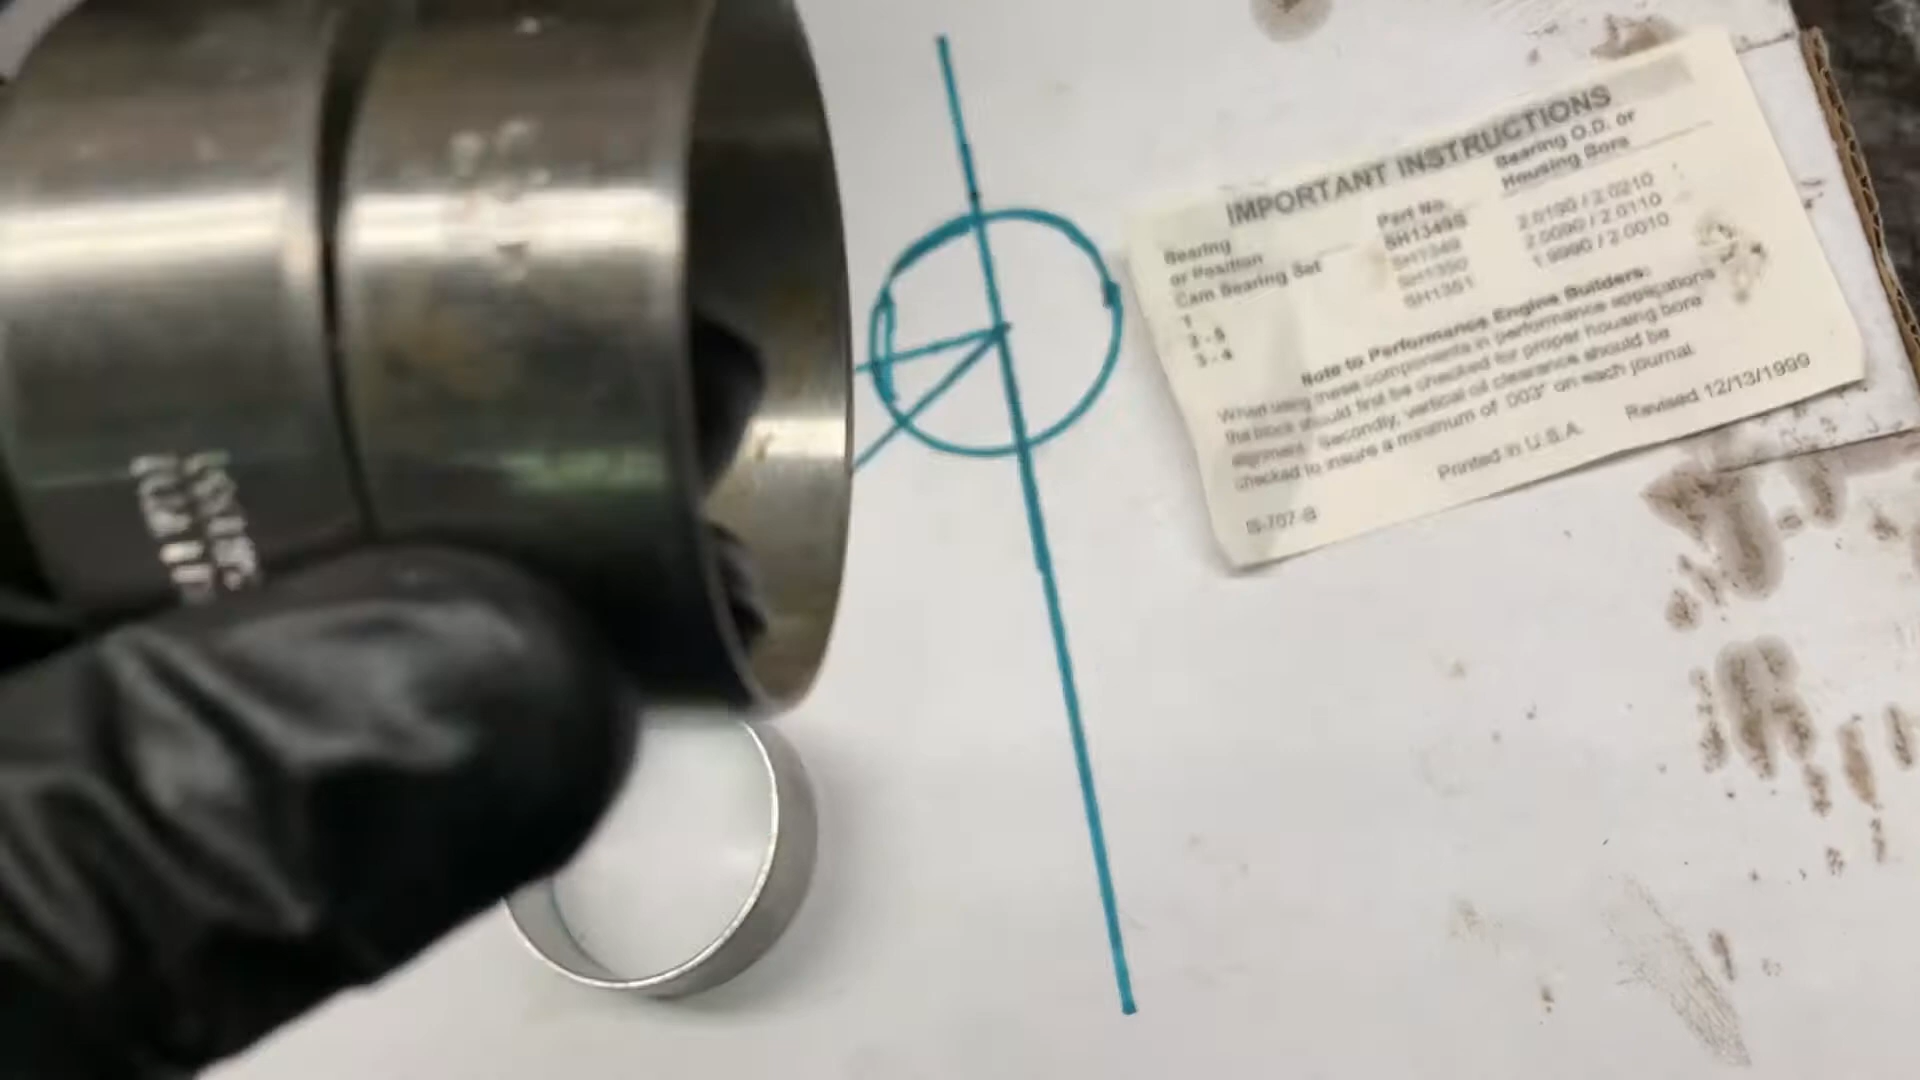 IMPORTANT INSTRUCTIONS
Bearing
or Position
Cam Bearing Set
1
2 - 5
3 - 4
Part No.
SH1349S
SH1349
SH1350
SH1351
Bearing O.D. or
Housing Bore
2.0190 / 2.0210
2.0090 / 2.0110
1.9990 / 2.0010
Note to Performance Engine Builders:
When using these components in performance applications
the block should first be checked for proper housing bore
alignment. Secondly, vertical oil clearance should be
checked to insure a minimum of .003" on each journal.
IS-707-B
Printed in U.S.A.
Revised 12/13/1999